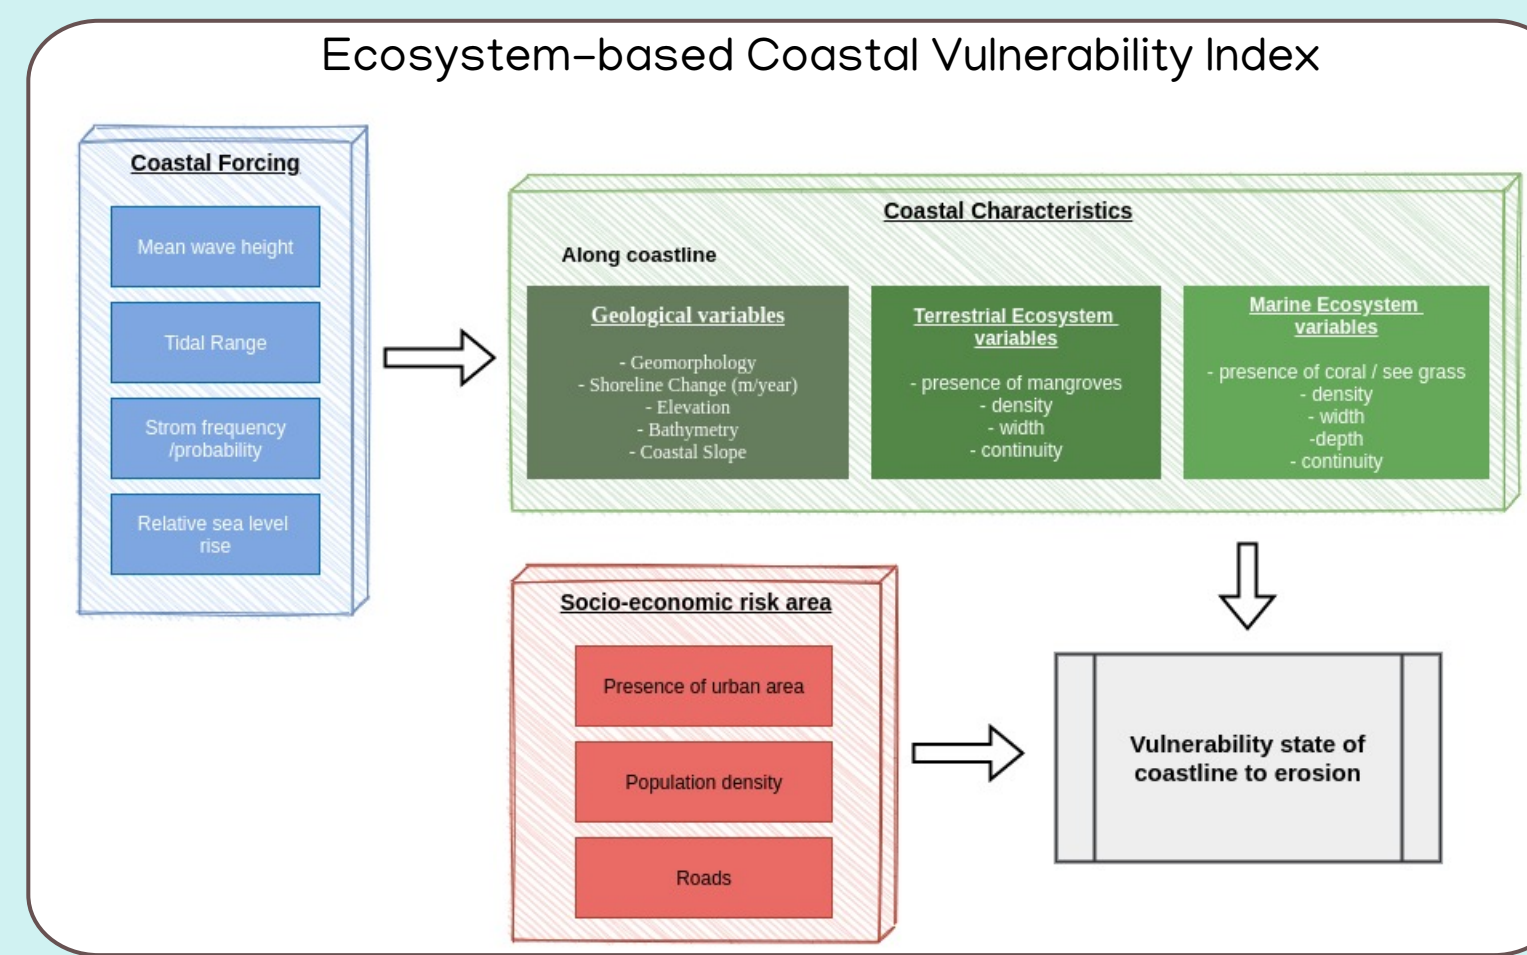 Ecosystem-based Coastal Vulnerability Index
Coastal Forcing
Mean wave height
Tidal Range
Strom frequency
/probability
Relative sea level
rise
Coastal Characteristics
Along coastline
Geological variables
- Geomorphology
- Shoreline Change (m/year)
- Elevation
- Bathymetry
- Coastal Slope
Terrestrial Ecosystem
variables
- presence of mangroves
- density
- width
- continuity
Marine Ecosystem
variables
- presence of coral / see grass
- density
- width
-depth
- continuity
Socio-economic risk area
Presence of urban area
Population density
Roads
Vulnerability state of
coastline to erosion